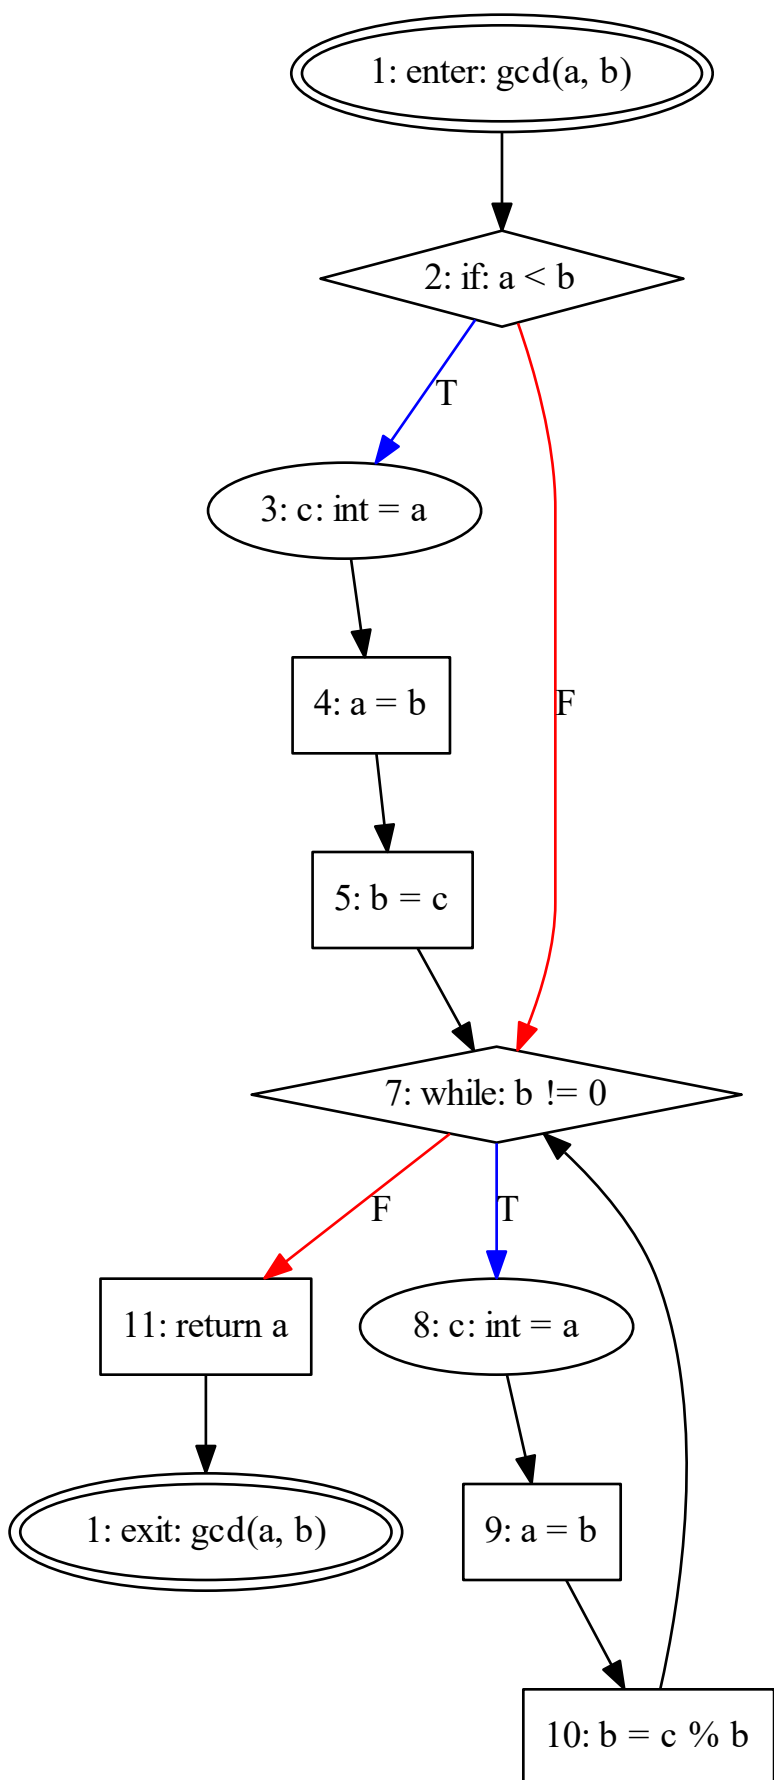 1: enter: gcd(a, b)
2: if: a < b
T
3: c: int = a
4: a = b
F
5: b = c
7: while: b != 0
F
T
11: return a
8: c: int = a
1: exit: gcd(a, b)
9: a = b
10: b = c % b